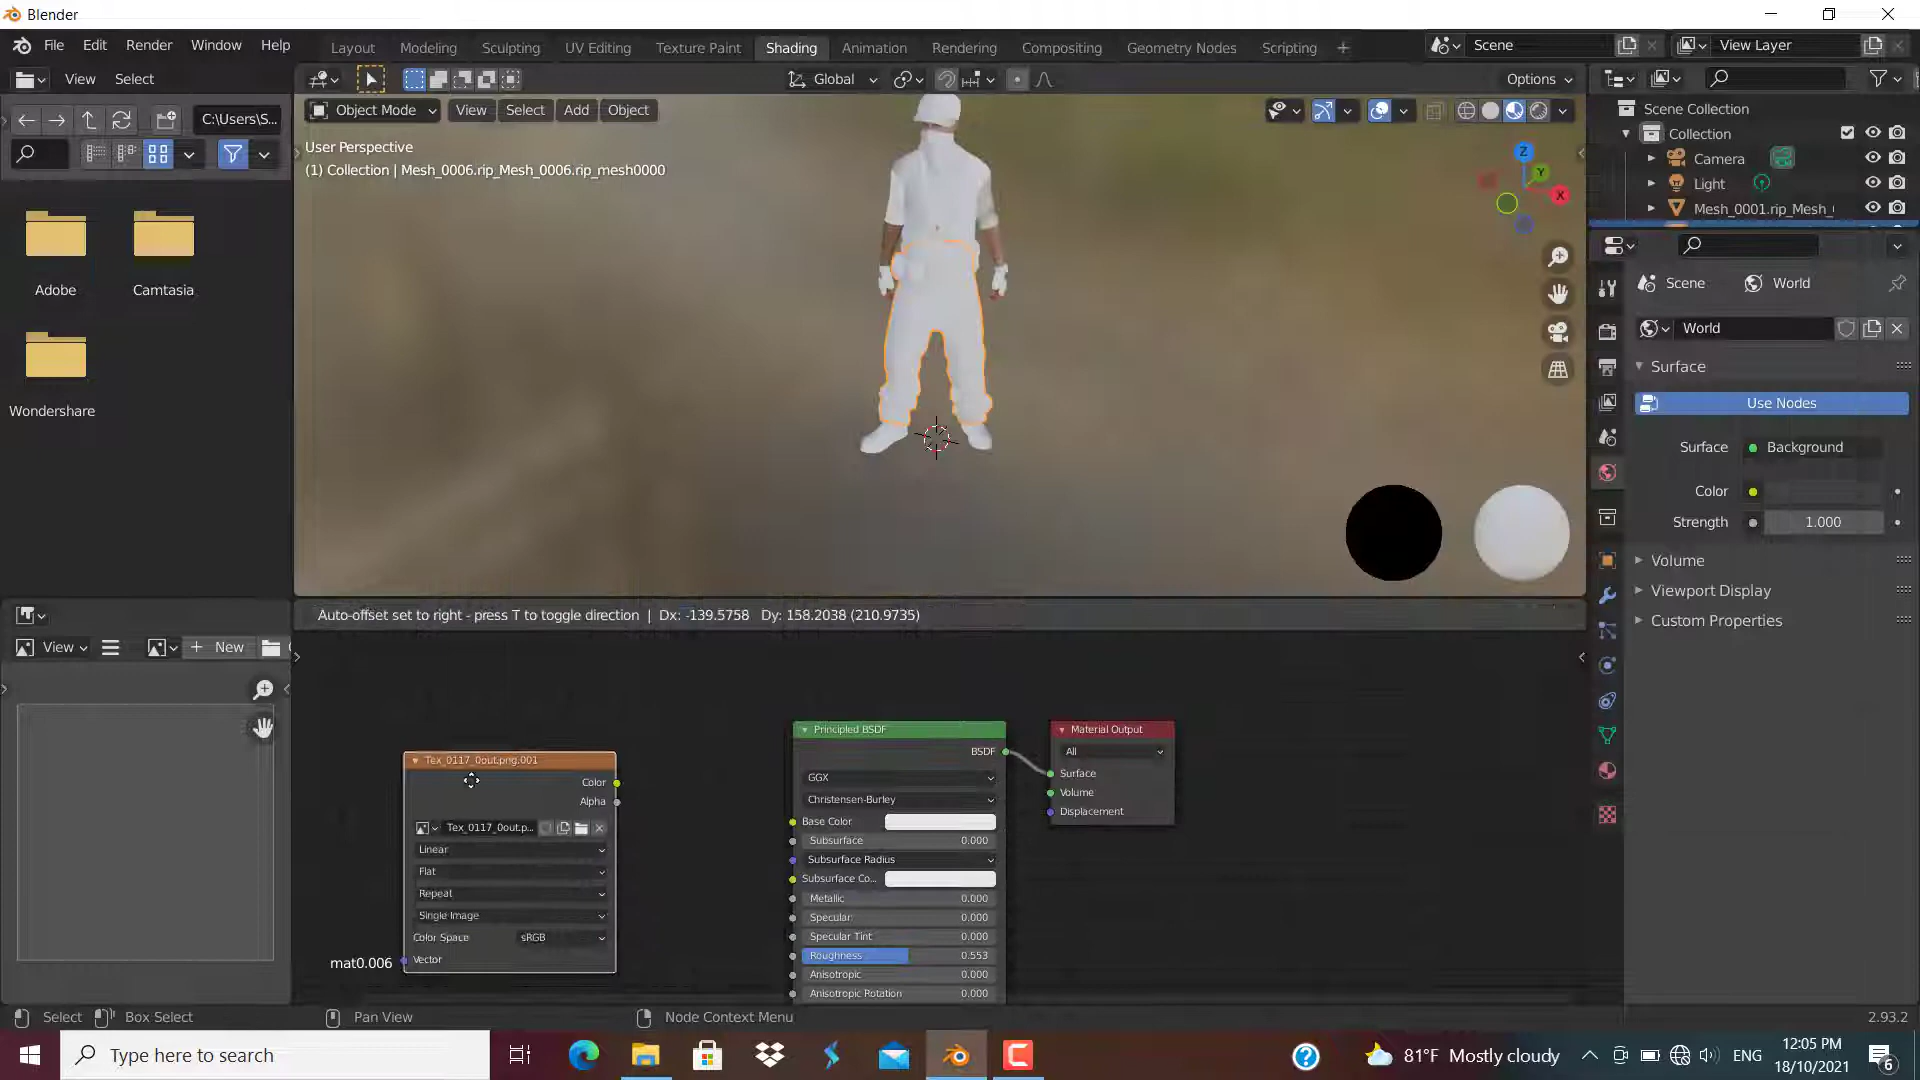 Blender
File Edit Render Window Help
Layout Modeling Sculpting UV Editing Texture Paint Shading Animation Rendering Compositing Geometry Nodes Scripting +
Scene
View Layer
View Select
Global
Options
C:\Users\S...
Object Mode View Select Add Object
User Perspective
(1) Collection | Mesh_0006.rip_Mesh_0006.rip_mesh0000
Z
Y
X
Adobe
Camtasia
Wondershare
Scene Collection
Collection
Camera
Light
Mesh_0001.rip_Mesh_
Scene World
World
Surface
Use Nodes
Surface Background
Color
Strength 1.000
Volume
Viewport Display
Custom Properties
View + New
Auto-offset set to right - press T to toggle direction | Dx: -139.5758 Dy: 158.2038 (210.9735)
Tex_0117_0out.png.001
Color
Alpha
Tex_0117_0out.p...
Linear
Flat
Repeat
Single Image
Color Space sRGB
Vector
mat0.006
Principled BSDF
BSDF
GGX
Christensen-Burley
Base Color
Subsurface 0.000
Subsurface Radius
Subsurface Co...
Metallic 0.000
Specular 0.000
Specular Tint 0.000
Roughness 0.553
Anisotropic 0.000
Anisotropic Rotation 0.000
Material Output
All
Surface
Volume
Displacement
Select Box Select Pan View Node Context Menu 2.93.2
Type here to search
81°F Mostly cloudy
ENG
12:05 PM
18/10/2021
6